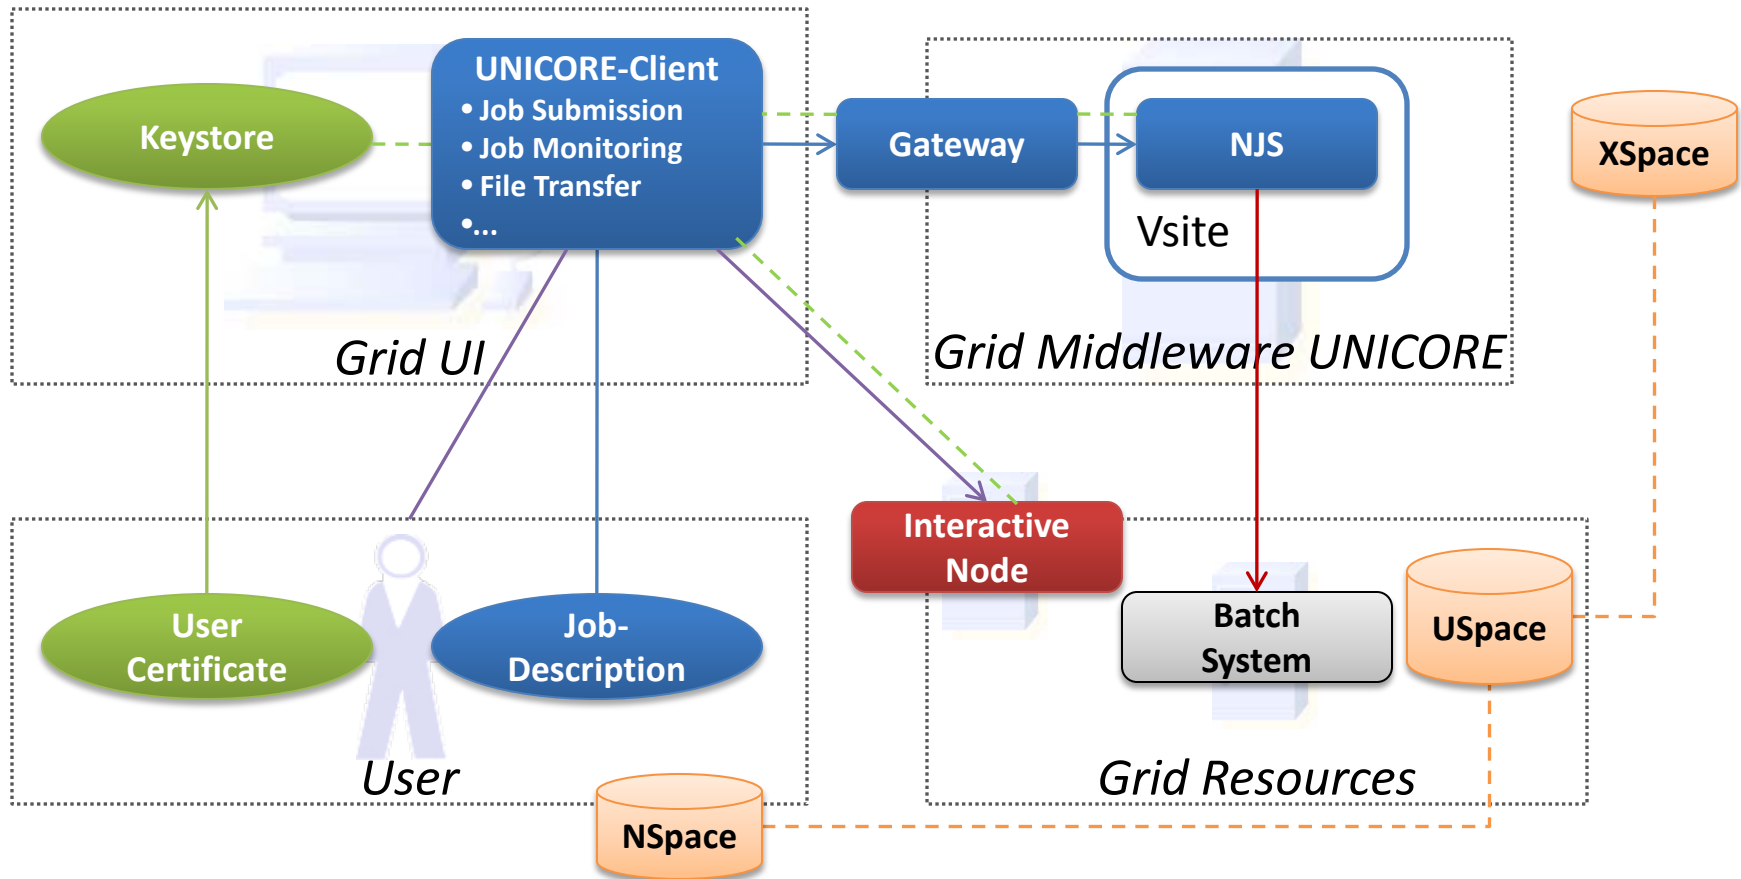 UNICORE-Client
• Job Submission
• Job Monitoring
• File Transfer
•...
Keystore
Gateway
NJS
XSpace
Vsite
Grid UI
Grid Middleware UNICORE
Interactive
Node
User
Certificate
Job-
Description
Batch
System
USpace
User
Grid Resources
NSpace